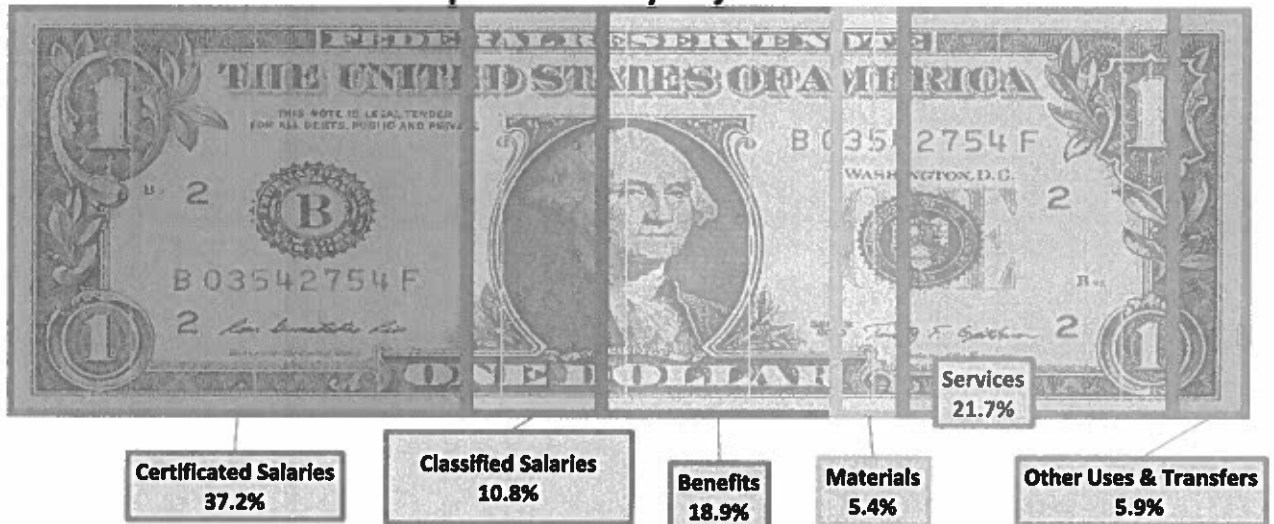 FEDERAL RESERVE NOTE
THE UNITED STATES OF AMERICA
THIS NOTE IS LEGAL TENDER
FOR ALL DEBTS, PUBLIC AND PRIVATE
1
1
B 03542754 F
WASHINGTON, D.C.
2
B
2
B 03542754 F
2
2
1
1
ONE DOLLAR
Services
21.7%
Certificated Salaries
37.2%
Classified Salaries
10.8%
Benefits
18.9%
Materials
5.4%
Other Uses & Transfers
5.9%